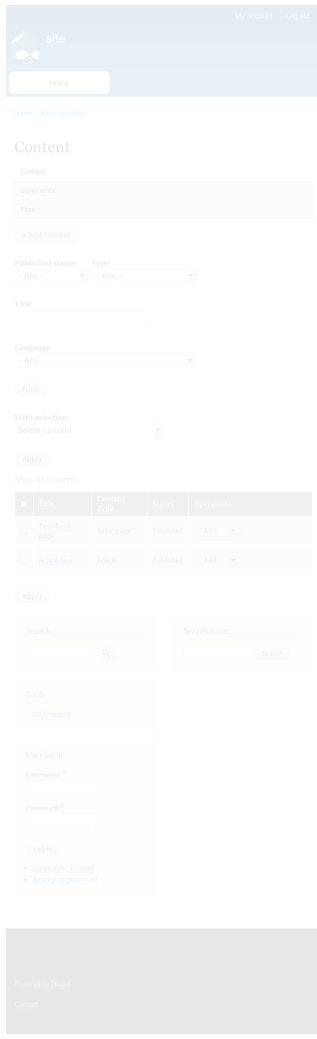 My account Log out
site
Home
Home » Administration
Content
Content
Comments
Files
+ Add content
Published status Type
- Any - - Any -
Title
Language
- Any -
Filter
With selection
Delete content
Apply
Show all columns
Title Content Type Status Operations
Basic page Published Edit
Article Published Edit
Apply
Search Search form
Search
Tools
Add content
User login
Username *
Password *
Log in
Create new account
Reset your password
Powered by Drupal
Contact